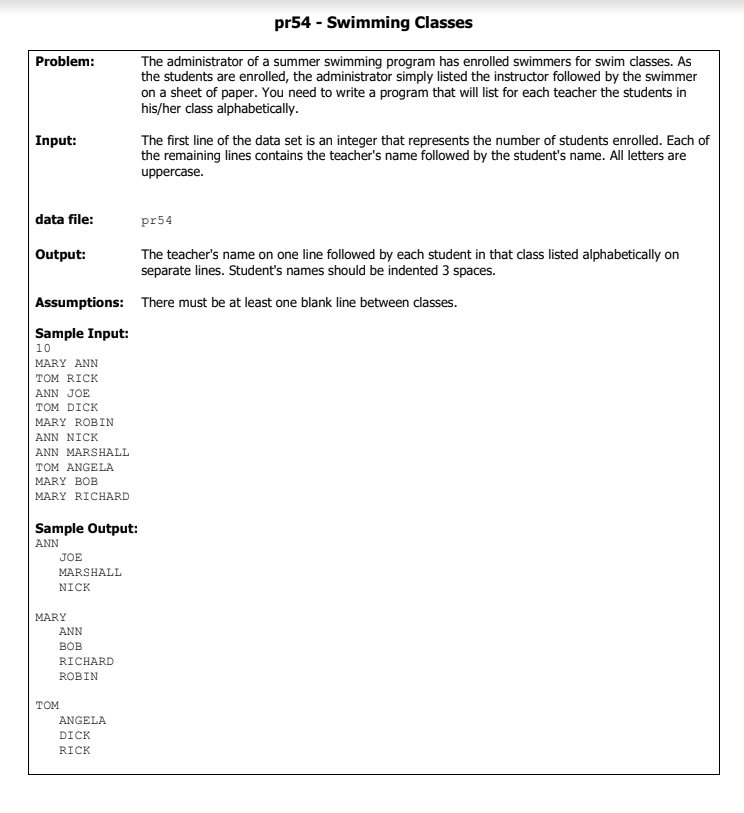 pr54 - Swimming Classes
Problem: The administrator of a summer swimming program has enrolled swimmers for swim classes. As
the students are enrolled, the administrator simply listed the instructor followed by the swimmer
on a sheet of paper. You need to write a program that will list for each teacher the students in
his/her class alphabetically.
Input: The first line of the data set is an integer that represents the number of students enrolled. Each of
the remaining lines contains the teacher's name followed by the student's name. All letters are
uppercase.
data file: pr54
Output: The teacher's name on one line followed by each student in that class listed alphabetically on
separate lines. Student's names should be indented 3 spaces.
Assumptions: There must be at least one blank line between classes.
Sample Input:
10
MARY ANN
TOM RICK
ANN JOE
TOM DICK
MARY ROBIN
ANN NICK
ANN MARSHALL
TOM ANGELA
MARY BOB
MARY RICHARD
Sample Output:
ANN
   JOE
   MARSHALL
   NICK
MARY
   ANN
   BOB
   RICHARD
   ROBIN
TOM
   ANGELA
   DICK
   RICK